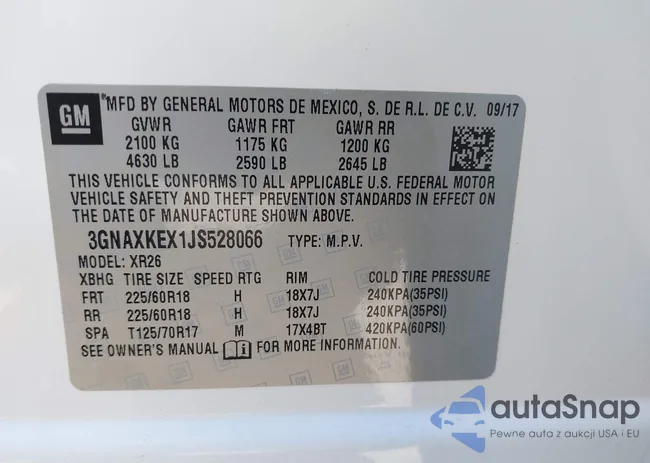 GM
MFD BY GENERAL MOTORS DE MEXICO, S. DE R.L. DE C.V. 09/17
GVWR GAWR FRT GAWR RR
2100 KG 1175 KG 1200 KG
4630 LB 2590 LB 2645 LB
THIS VEHICLE CONFORMS TO ALL APPLICABLE U.S. FEDERAL MOTOR
VEHICLE SAFETY AND THEFT PREVENTION STANDARDS IN EFFECT ON
THE DATE OF MANUFACTURE SHOWN ABOVE.
3GNAXKEX1JS528066 TYPE: M.P.V.
MODEL: XR26
XBHG TIRE SIZE SPEED RTG RIM COLD TIRE PRESSURE
FRT 225/60R18 H 18X7J 240KPA(35PSI)
RR 225/60R18 H 18X7J 240KPA(35PSI)
SPA T125/70R17 M 17X4BT 420KPA(60PSI)
SEE OWNER'S MANUAL FOR MORE INFORMATION.
autaSnap
Pewne auta z aukcji USA i EU